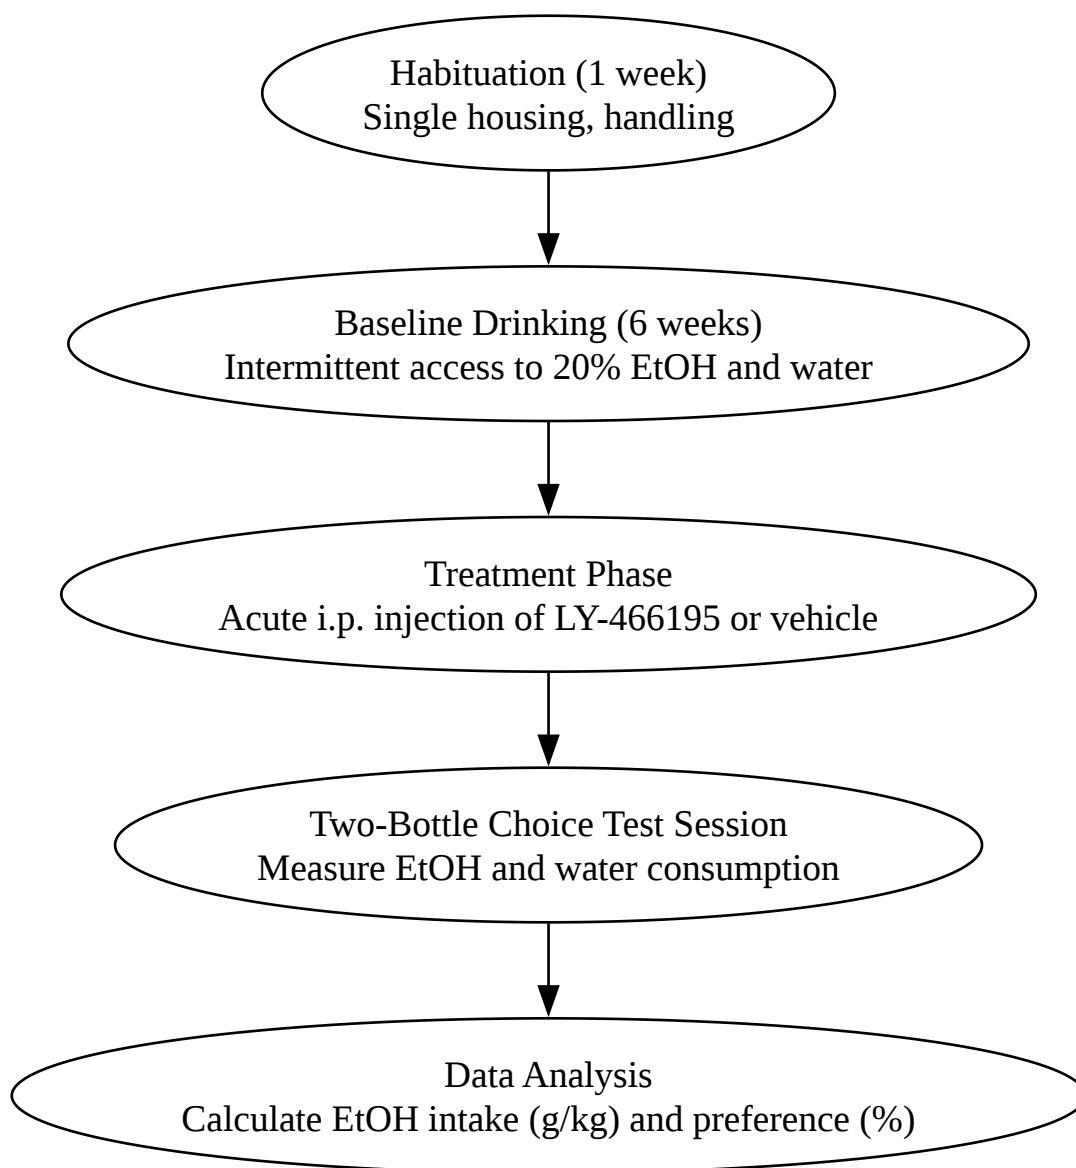 Habituation (1 week)
Single housing, handling
Baseline Drinking (6 weeks)
Intermittent access to 20% EtOH and water
Treatment Phase
Acute i.p. injection of LY-466195 or vehicle
Two-Bottle Choice Test Session
Measure EtOH and water consumption
Data Analysis
Calculate EtOH intake (g/kg) and preference (%)